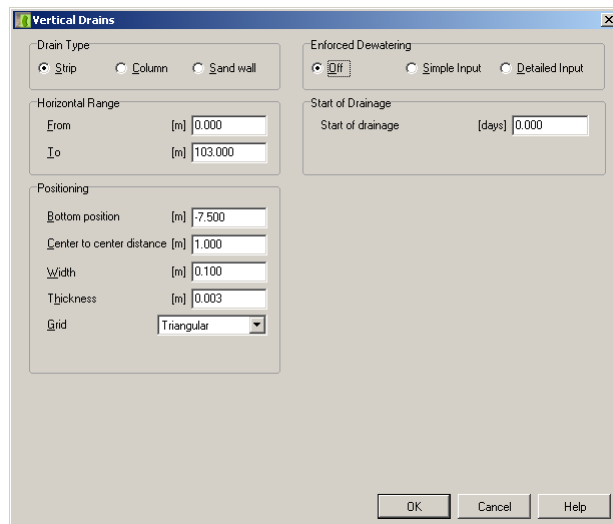 Vertical Drains
Drain Type
Strip Column Sand wall
Horizontal Range
From [m] 0.000
To [m] 103.000
Positioning
Bottom position [m] -7.500
Center to center distance [m] 1.000
Width [m] 0.100
Thickness [m] 0.003
Grid Triangular
Enforced Dewatering
Off Simple Input Detailed Input
Start of Drainage
Start of drainage [days] 0.000
OK Cancel Help